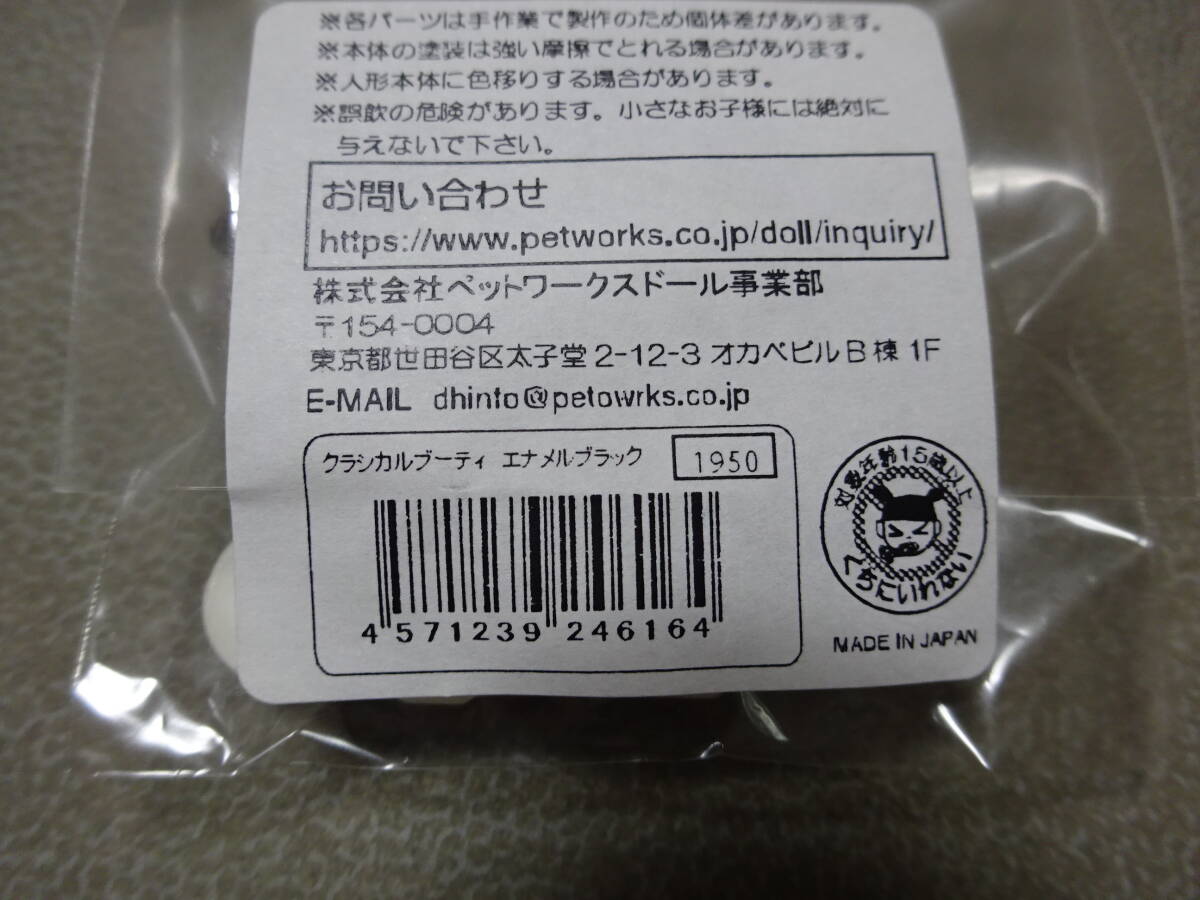 ※各パーツは手作業で製作のため個体差があります。
※本体の塗装は強い摩擦でとれる場合があります。
※人形本体に色移りする場合があります。
※誤飲の危険があります。小さなお子様には絶対に
与えないで下さい。
お問い合わせ
https://www.petworks.co.jp/doll/inquiry/
株式会社ペットワークスドール事業部
〒154-0004
東京都世田谷区太子堂2-12-3 オカベビルB棟 1F
E-MAIL dhinfo@petowrks.co.jp
クラシカルブーティ エナメルブラック 1950
4 571239 246164
対象年齢15歳以上
くちにいれない
MADE IN JAPAN